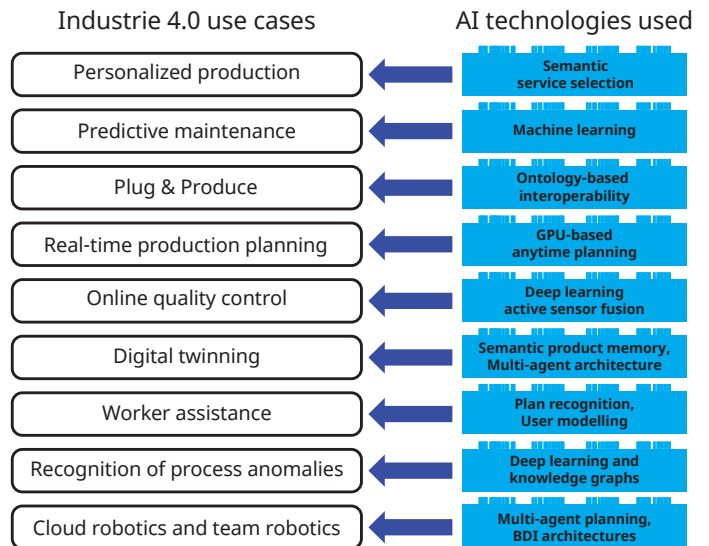 Industrie 4.0 use cases
AI technologies used
Personalized production
Semantic
service selection
Predictive maintenance
Machine learning
Plug & Produce
Ontology-based
interoperability
Real-time production planning
GPU-based
anytime planning
Online quality control
Deep learning
active sensor fusion
Digital twinning
Semantic product memory,
Multi-agent architecture
Worker assistance
Plan recognition,
User modelling
Recognition of process anomalies
Deep learning and
knowledge graphs
Cloud robotics and team robotics
Multi-agent planning,
BDI architectures